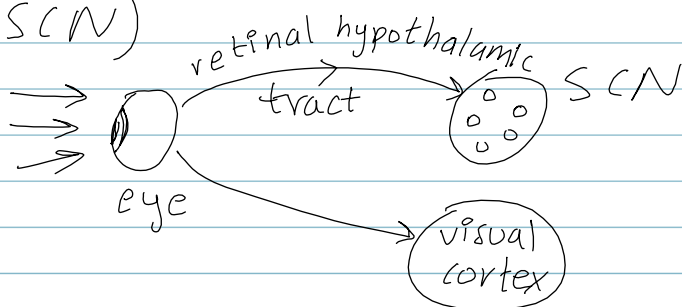 SCN)
retinal hypothalamic
tract
SCN
eye
visual
cortex